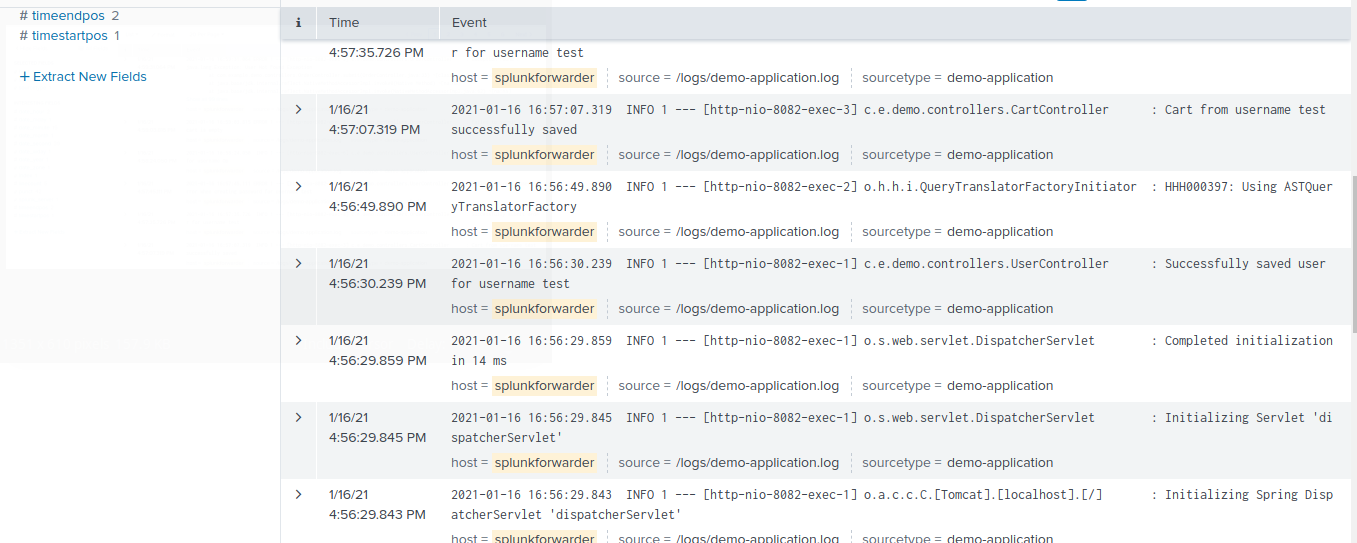 # timeendpos 2
# timestartpos 1
+ Extract New Fields
i Time Event
4:57:35.726 PM r for username test
host = splunkforwarder source = /logs/demo-application.log sourcetype = demo-application
> 1/16/21 2021-01-16 16:57:07.319  INFO 1 --- [http-nio-8082-exec-3] c.e.demo.controllers.CartController      : Cart from username test
4:57:07.319 PM successfully saved
host = splunkforwarder source = /logs/demo-application.log sourcetype = demo-application
> 1/16/21 2021-01-16 16:56:49.890  INFO 1 --- [http-nio-8082-exec-2] o.h.h.i.QueryTranslatorFactoryInitiator  : HHH000397: Using ASTQuer
4:56:49.890 PM yTranslatorFactory
host = splunkforwarder source = /logs/demo-application.log sourcetype = demo-application
> 1/16/21 2021-01-16 16:56:30.239  INFO 1 --- [http-nio-8082-exec-1] c.e.demo.controllers.UserController      : Successfully saved user
4:56:30.239 PM for username test
host = splunkforwarder source = /logs/demo-application.log sourcetype = demo-application
> 1/16/21 2021-01-16 16:56:29.859  INFO 1 --- [http-nio-8082-exec-1] o.s.web.servlet.DispatcherServlet        : Completed initialization
4:56:29.859 PM in 14 ms
host = splunkforwarder source = /logs/demo-application.log sourcetype = demo-application
> 1/16/21 2021-01-16 16:56:29.845  INFO 1 --- [http-nio-8082-exec-1] o.s.web.servlet.DispatcherServlet        : Initializing Servlet 'di
4:56:29.845 PM spatcherServlet'
host = splunkforwarder source = /logs/demo-application.log sourcetype = demo-application
> 1/16/21 2021-01-16 16:56:29.843  INFO 1 --- [http-nio-8082-exec-1] o.a.c.c.C.[Tomcat].[localhost].[/]       : Initializing Spring Disp
4:56:29.843 PM atcherServlet 'dispatcherServlet'
host = splunkforwarder source = /logs/demo-application.log sourcetype = demo-application